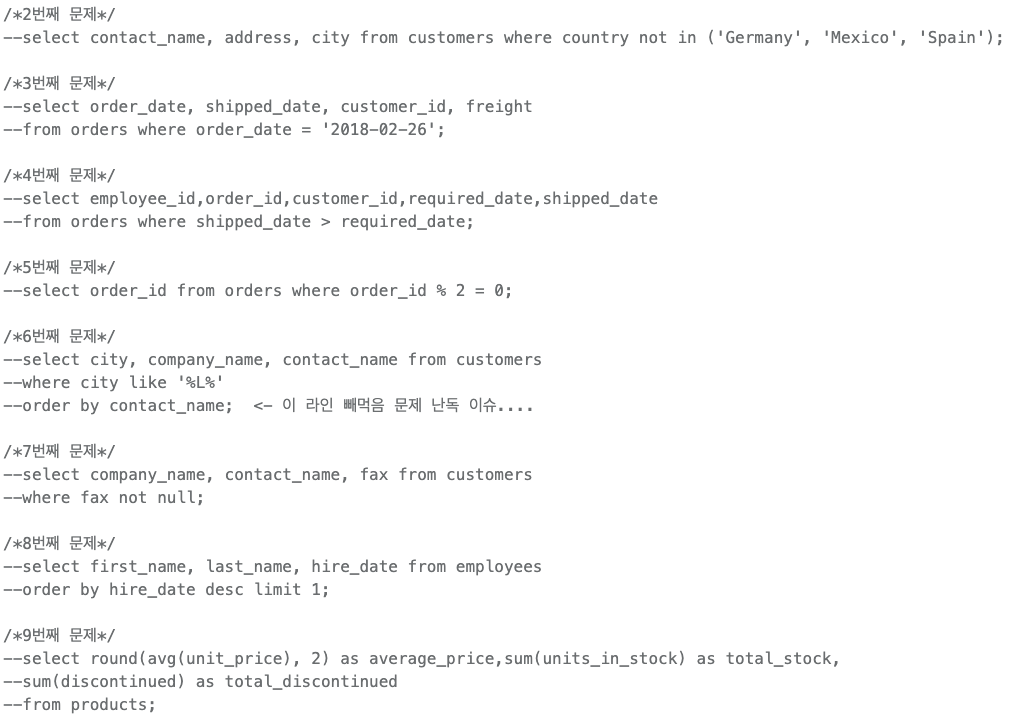 /*2번째 문제*/
--select contact_name, address, city from customers where country not in ('Germany', 'Mexico', 'Spain');
/*3번째 문제*/
--select order_date, shipped_date, customer_id, freight
--from orders where order_date = '2018-02-26';
/*4번째 문제*/
--select employee_id,order_id,customer_id,required_date,shipped_date
--from orders where shipped_date > required_date;
/*5번째 문제*/
--select order_id from orders where order_id % 2 = 0;
/*6번째 문제*/
--select city, company_name, contact_name from customers
--where city like '%L%'
--order by contact_name;  <- 이 라인 빼먹음 문제 난독 이슈....
/*7번째 문제*/
--select company_name, contact_name, fax from customers
--where fax not null;
/*8번째 문제*/
--select first_name, last_name, hire_date from employees
--order by hire_date desc limit 1;
/*9번째 문제*/
--select round(avg(unit_price), 2) as average_price,sum(units_in_stock) as total_stock,
--sum(discontinued) as total_discontinued
--from products;